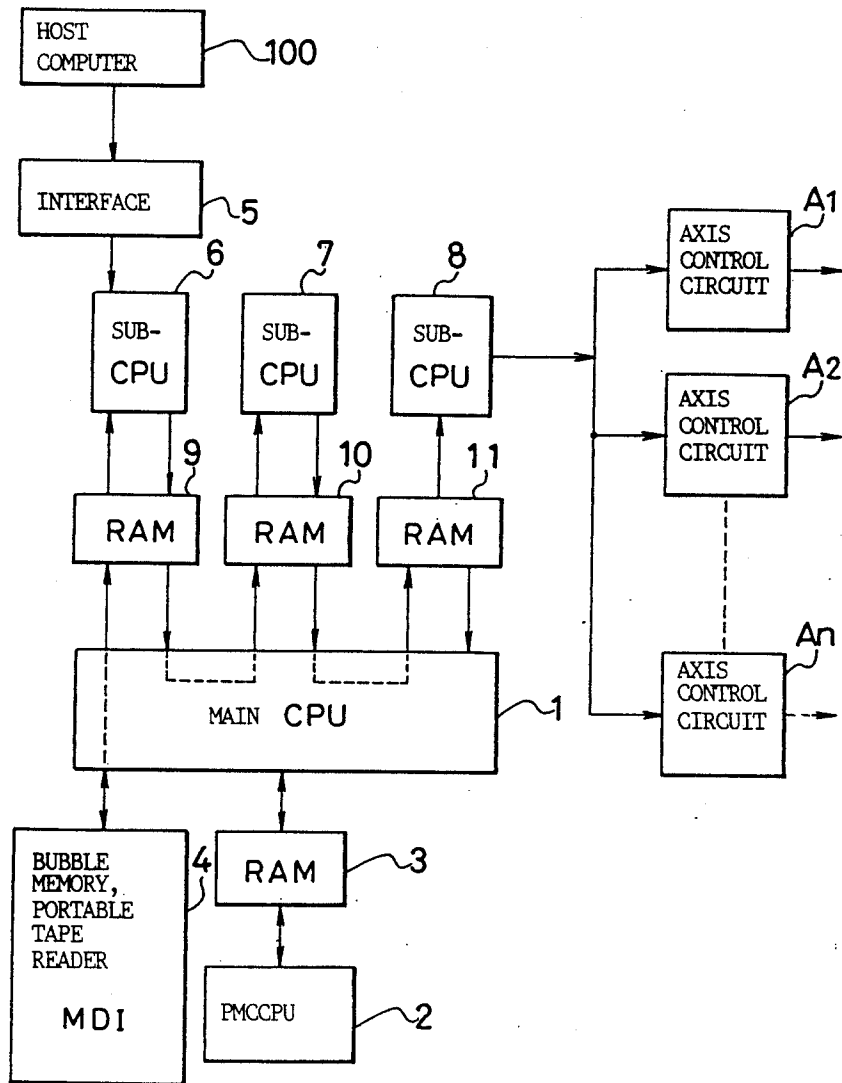 HOST
COMPUTER
100
INTERFACE
5
6
7
8
SUB-
CPU
SUB-
CPU
SUB-
CPU
A1
AXIS
CONTROL
CIRCUIT
A2
AXIS
CONTROL
CIRCUIT
An
AXIS
CONTROL
CIRCUIT
9
10
11
RAM
RAM
RAM
MAIN CPU
1
BUBBLE
MEMORY,
PORTABLE
TAPE
READER
MDI
4
RAM
3
PMCCPU
2